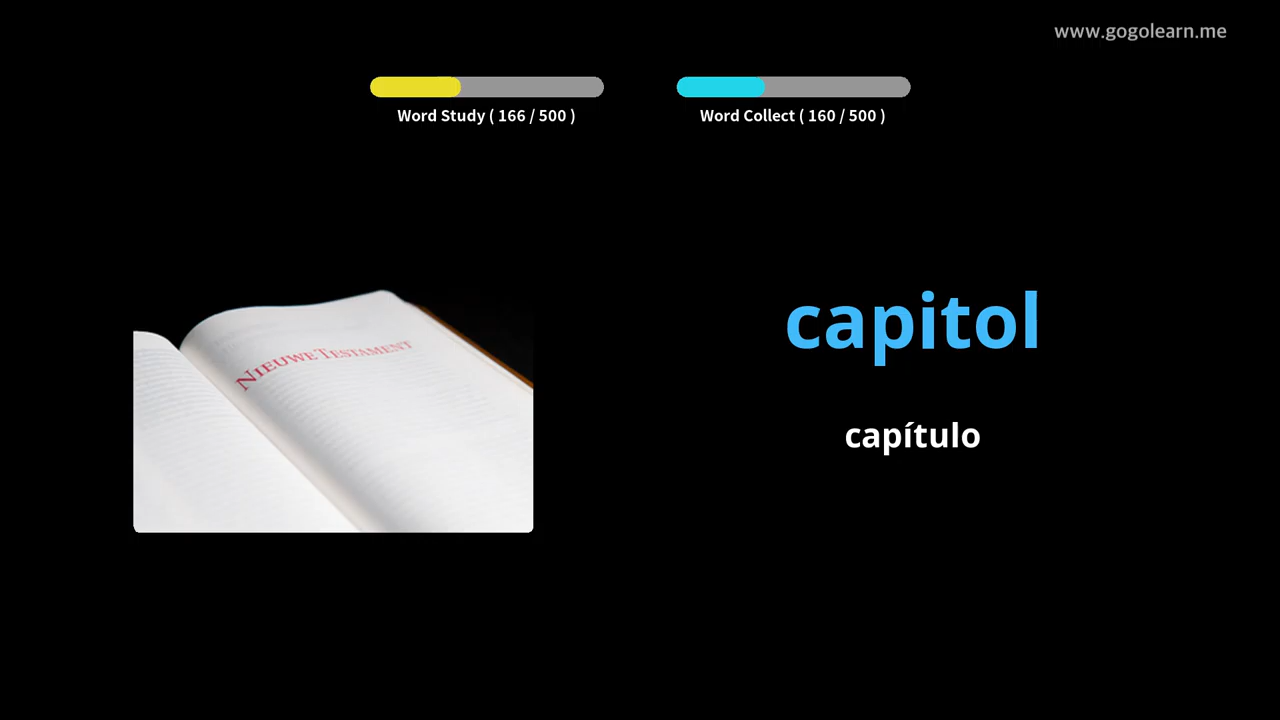 www.gogolearn.me
Word Study ( 166 / 500 )
Word Collect ( 160 / 500 )
NIEUWE TESTAMENT
capitol
capítulo